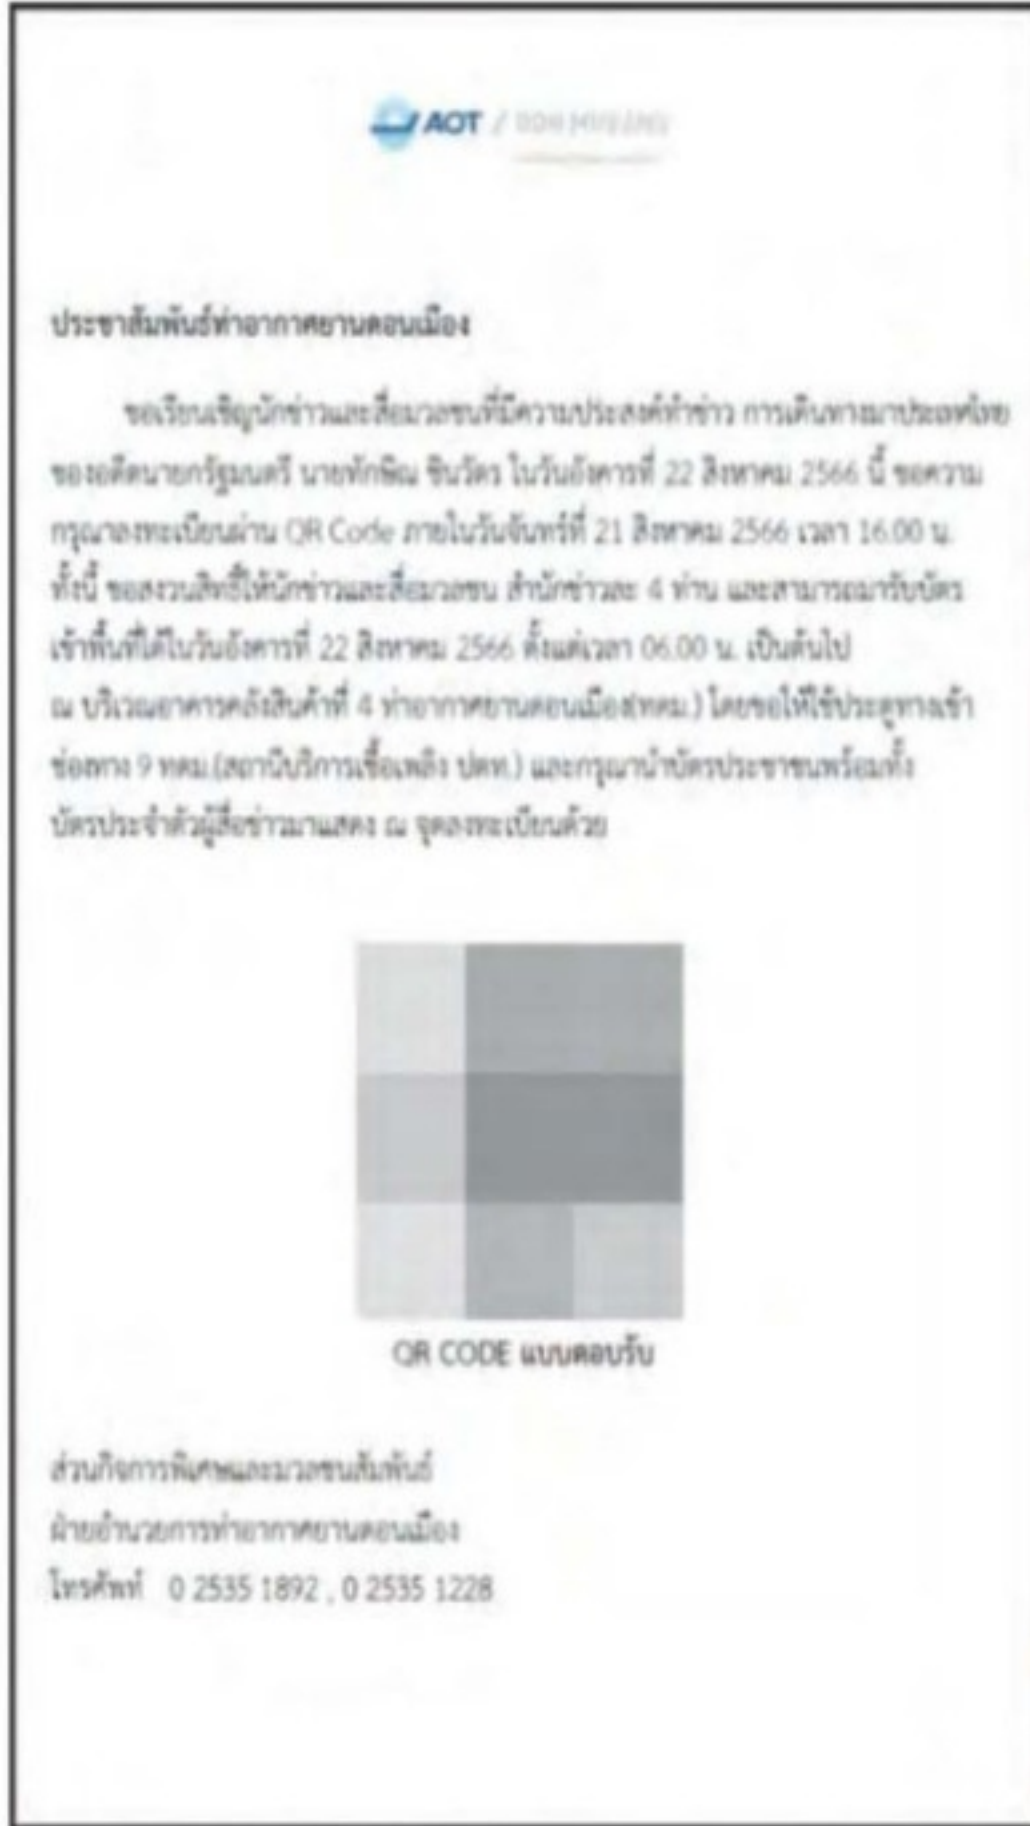 AOT / DON MUEANG
ประชาสัมพันธ์ท่าอากาศยานดอนเมือง
ขอเรียนเชิญนักข่าวและสื่อมวลชนที่มีความประสงค์ทำข่าว การเดินทางมาประเทศไทย
ของอดีตนายกรัฐมนตรี นายทักษิณ ชินวัตร ในวันอังคารที่ 22 สิงหาคม 2566 นี้ ขอความ
กรุณาลงทะเบียนผ่าน QR Code ภายในวันจันทร์ที่ 21 สิงหาคม 2566 เวลา 16.00 น.
ทั้งนี้ ขอสงวนสิทธิ์ให้นักข่าวและสื่อมวลชน สำนักข่าวละ 4 ท่าน และสามารถมารับบัตร
เข้าพื้นที่ได้ในวันอังคารที่ 22 สิงหาคม 2566 ตั้งแต่เวลา 06.00 น. เป็นต้นไป
ณ บริเวณอาคารคลังสินค้าที่ 4 ท่าอากาศยานดอนเมือง(ทดม.) โดยขอให้ใช้ประตูทางเข้า
ช่องทาง 9 ทดม.(สถานีบริการเชื้อเพลิง ปตท.) และกรุณานำบัตรประชาชนพร้อมทั้ง
บัตรประจำตัวผู้สื่อข่าวมาแสดง ณ จุดลงทะเบียนด้วย
QR CODE แบบตอบรับ
ส่วนกิจการพิเศษและมวลชนสัมพันธ์
ฝ่ายอำนวยการท่าอากาศยานดอนเมือง
โทรศัพท์ 0 2535 1892 , 0 2535 1228